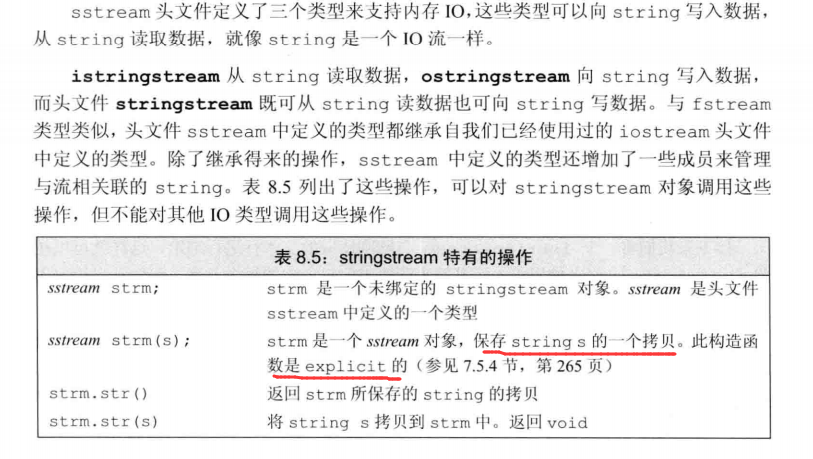 sstream 头文件定义了三个类型来支持内存 IO，这些类型可以向 string 写入数据，
从 string 读取数据，就像 string 是一个 IO 流一样。
istringstream 从 string 读取数据，ostringstream 向 string 写入数据，
而头文件 stringstream 既可从 string 读数据也可向 string 写数据。与 fstream
类型类似，头文件 sstream 中定义的类型都继承自我们已经使用过的 iostream 头文件
中定义的类型。除了继承得来的操作，sstream 中定义的类型还增加了一些成员来管理
与流相关联的 string。表 8.5 列出了这些操作，可以对 stringstream 对象调用这些
操作，但不能对其他 IO 类型调用这些操作。
表 8.5：stringstream 特有的操作
sstream strm; strm 是一个未绑定的 stringstream 对象。sstream 是头文件
sstream 中定义的一个类型
sstream strm(s); strm 是一个 sstream 对象，保存 string s 的一个拷贝。此构造函
数是 explicit 的（参见 7.5.4 节，第 265 页）
strm.str() 返回 strm 所保存的 string 的拷贝
strm.str(s) 将 string s 拷贝到 strm 中。返回 void